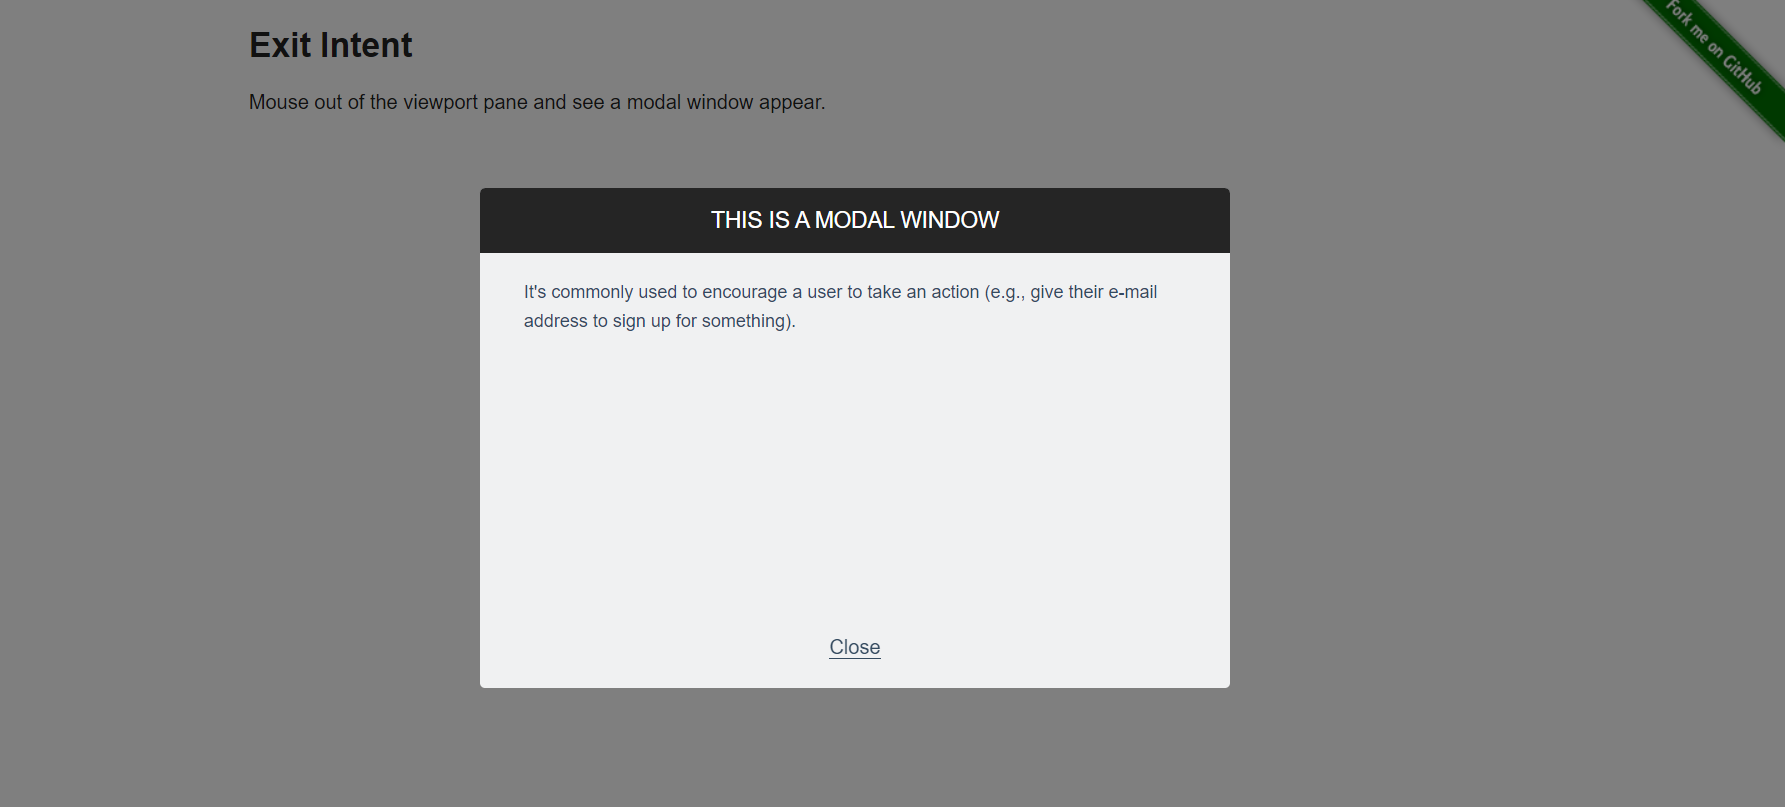 Exit Intent
Fork me on GitHub
Mouse out of the viewport pane and see a modal window appear.
THIS IS A MODAL WINDOW
It's commonly used to encourage a user to take an action (e.g., give their e-mail
address to sign up for something).
Close